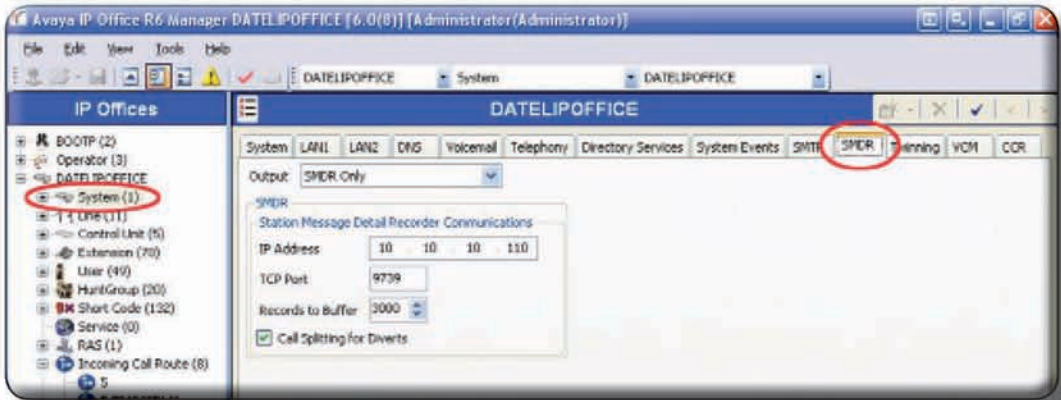 Avaya IP Office R6 Manager DATELIPOFFICE [6.0(8)] [Administrator(Administrator)]
File Edit View Tools Help
DATELIPOFFICE System DATELIPOFFICE
IP Offices
DATELIPOFFICE
BOOTP (2)
Operator (3)
DATELIPOFFICE
System (1)
Line (11)
Control Unit (5)
Extension (70)
User (49)
HuntGroup (20)
Short Code (132)
Service (0)
RAS (1)
Incoming Call Route (8)
5
System LAN1 LAN2 DNS Voicemail Telephony Directory Services System Events SMTP SMDR Twinning VCM CCR
Output SMDR Only
SMDR
Station Message Detail Recorder Communications
IP Address 10 . 10 . 10 . 110
TCP Port 9739
Records to Buffer 3000
Call Splitting for Diverts